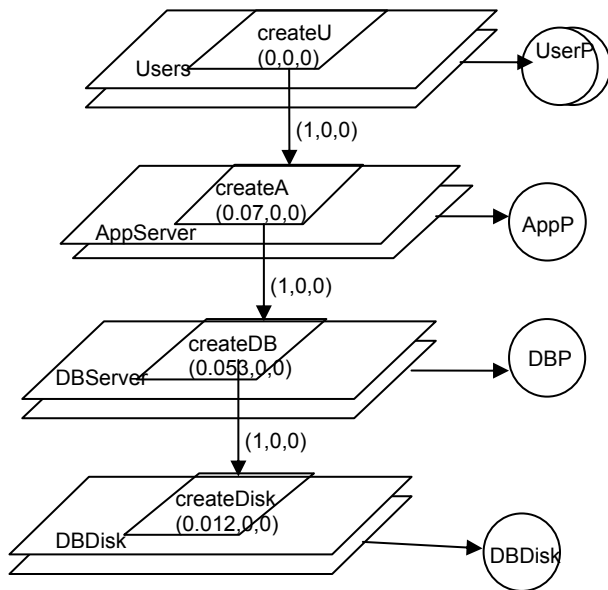 createU
(0,0,0)
Users
UserP
(1,0,0)
createA
(0.07,0,0)
AppServer
AppP
(1,0,0)
createDB
(0.053,0,0)
DBServer
DBP
(1,0,0)
createDisk
(0.012,0,0)
DBDisk
DBDisk